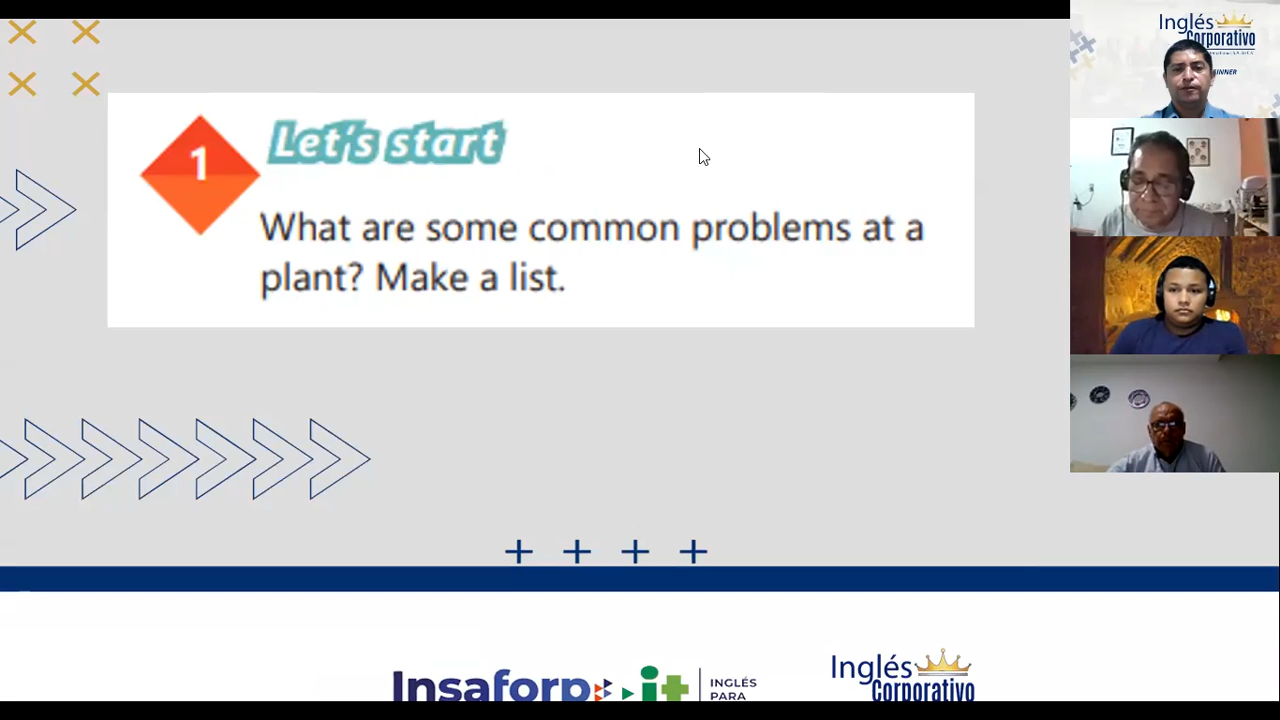 1
Let's start
What are some common problems at a
plant? Make a list.
Insaforp
it
INGLÉS
PARA
Inglés
Corporativo
Inglés
Corporativo